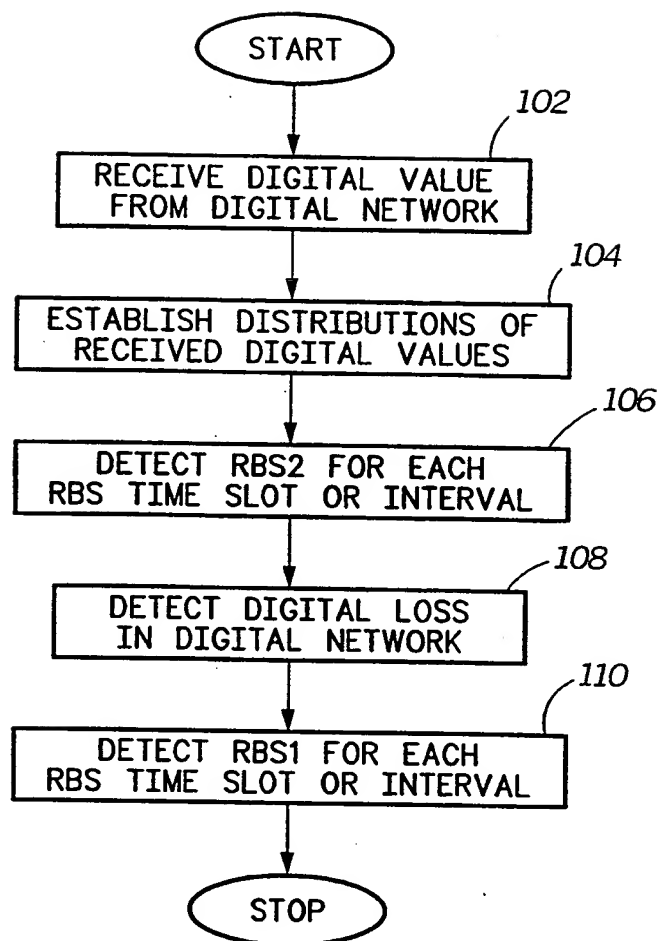 START
102
RECEIVE DIGITAL VALUE
FROM DIGITAL NETWORK
104
ESTABLISH DISTRIBUTIONS OF
RECEIVED DIGITAL VALUES
106
DETECT RBS2 FOR EACH
RBS TIME SLOT OR INTERVAL
108
DETECT DIGITAL LOSS
IN DIGITAL NETWORK
110
DETECT RBS1 FOR EACH
RBS TIME SLOT OR INTERVAL
STOP